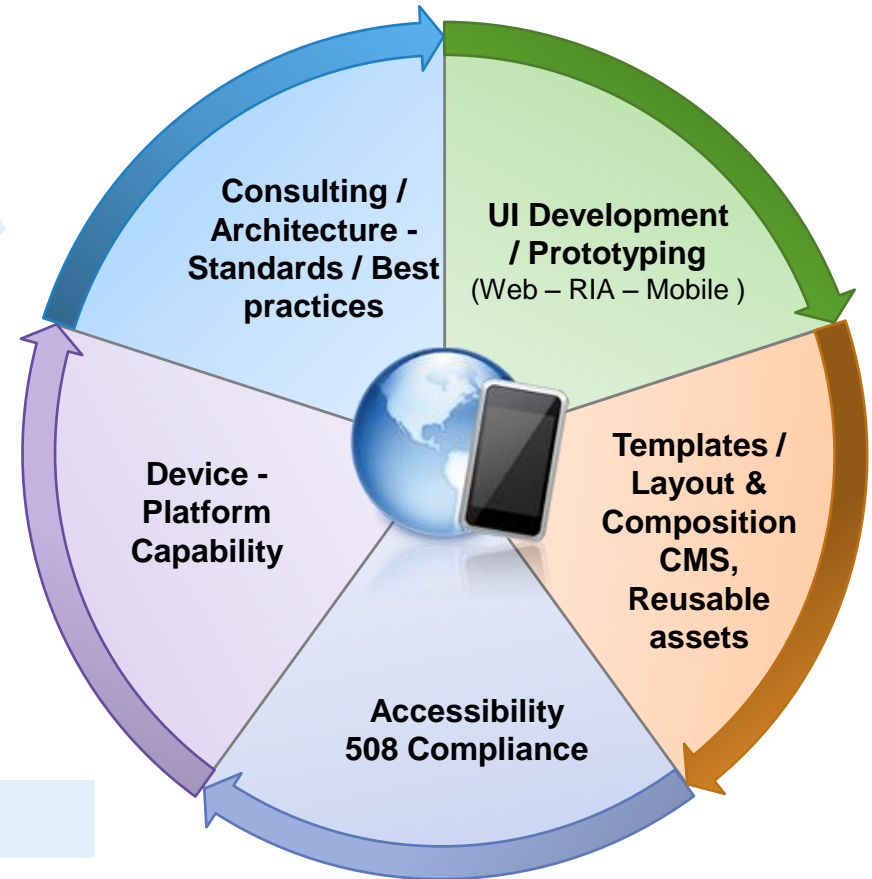 Consulting /
Architecture -
Standards / Best
practices
UI Development
/ Prototyping
(Web – RIA – Mobile )
Templates /
Layout &
Composition
CMS,
Reusable
assets
Accessibility
508 Compliance
Device -
Platform
Capability